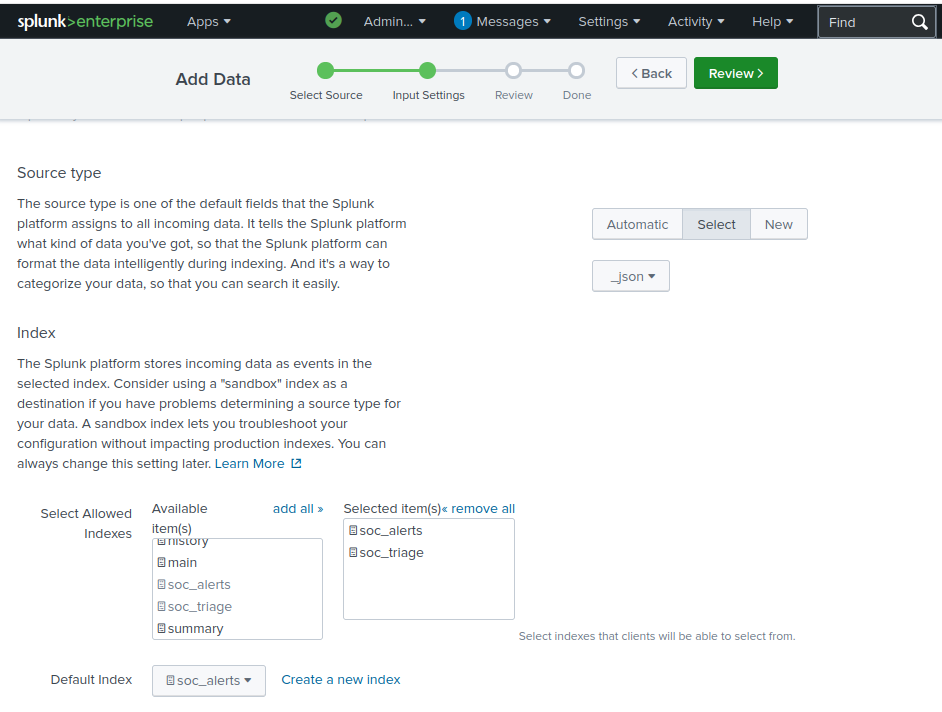 splunk>enterprise Apps Admin... 1 Messages Settings Activity Help Find
Add Data
Select Source Input Settings Review Done
< Back Review >
Source type
The source type is one of the default fields that the Splunk
platform assigns to all incoming data. It tells the Splunk platform
what kind of data you've got, so that the Splunk platform can
format the data intelligently during indexing. And it's a way to
categorize your data, so that you can search it easily.
Automatic Select New
_json
Index
The Splunk platform stores incoming data as events in the
selected index. Consider using a "sandbox" index as a
destination if you have problems determining a source type for
your data. A sandbox index lets you troubleshoot your
configuration without impacting production indexes. You can
always change this setting later. Learn More
Select Allowed
Indexes
Available
item(s)
add all »
history
main
soc_alerts
soc_triage
summary
Selected item(s) « remove all
soc_alerts
soc_triage
Select indexes that clients will be able to select from.
Default Index soc_alerts Create a new index